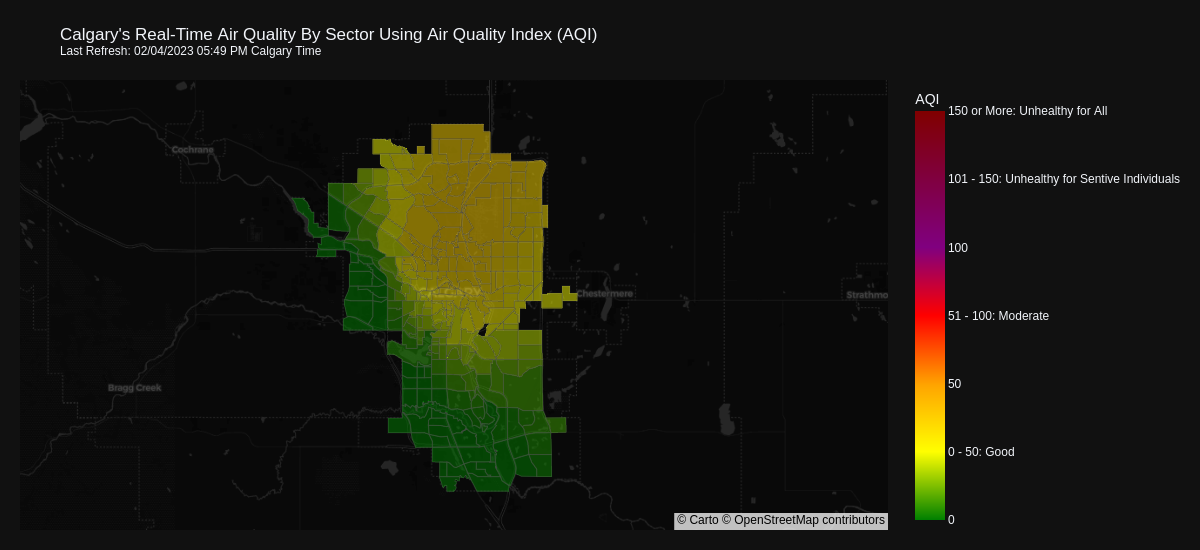 Calgary's Real-Time Air Quality By Sector Using Air Quality Index (AQI)
Last Refresh: 02/04/2023 05:49 PM Calgary Time
AQI
150 or More: Unhealthy for All
Cochrane
101 - 150: Unhealthy for Sentive Individuals
100
Chestermere
Strathmo
51 - 100: Moderate
Bragg Creek
50
0 - 50: Good
0
© Carto © OpenStreetMap contributors